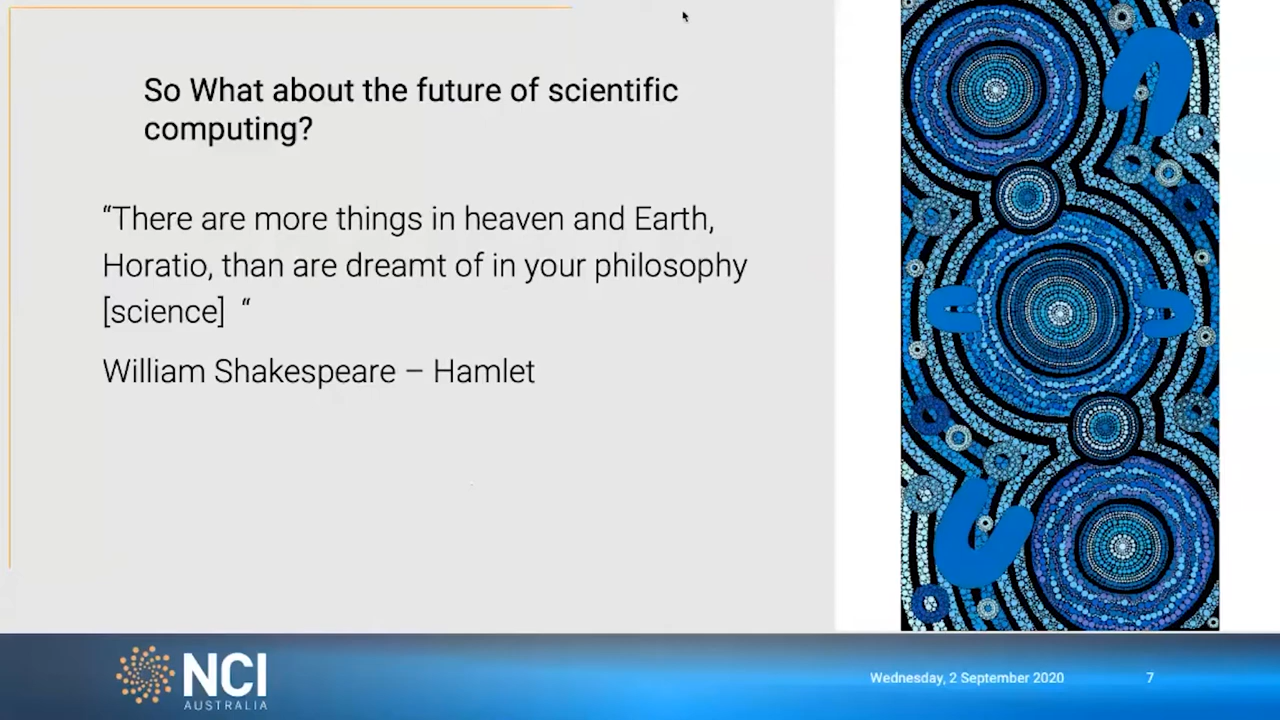 So What about the future of scientific
computing?
“There are more things in heaven and Earth,
Horatio, than are dreamt of in your philosophy
[science]  “
William Shakespeare – Hamlet
NCI
AUSTRALIA
Wednesday, 2 September 2020
7